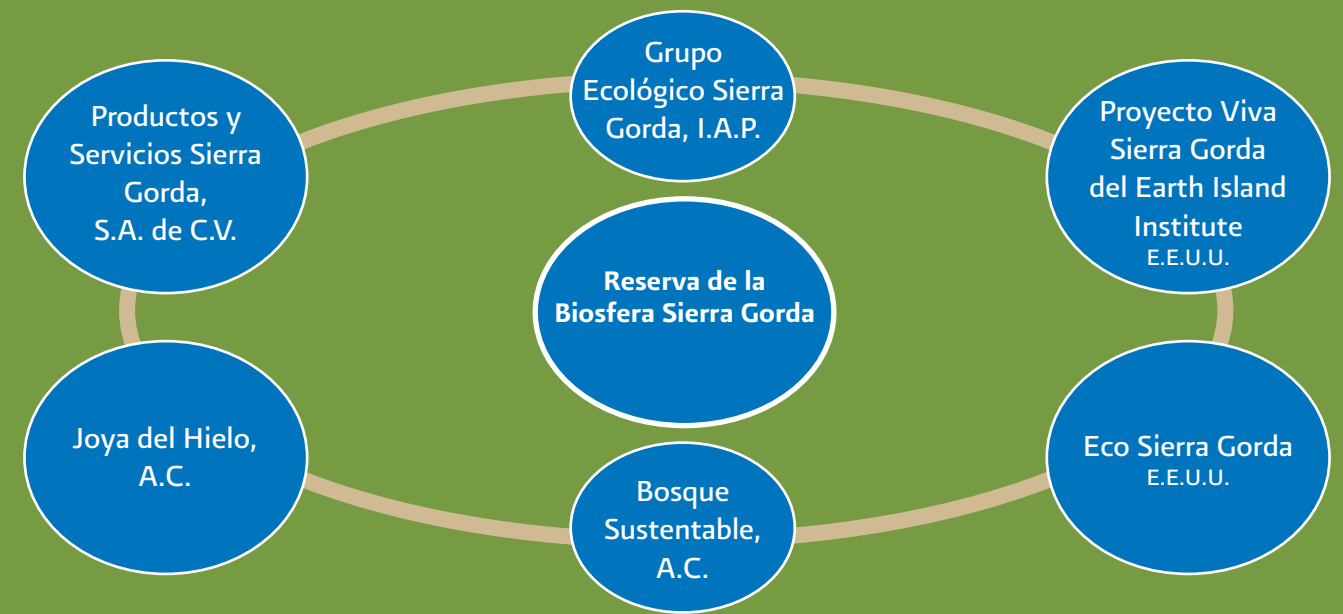 Grupo
Ecológico Sierra
Gorda, I.A.P.
Productos y
Servicios Sierra
Gorda,
S.A. de C.V.
Proyecto Viva
Sierra Gorda
del Earth Island
Institute
E.E.U.U.
Reserva de la
Biosfera Sierra Gorda
Joya del Hielo,
A.C.
Eco Sierra Gorda
E.E.U.U.
Bosque
Sustentable,
A.C.